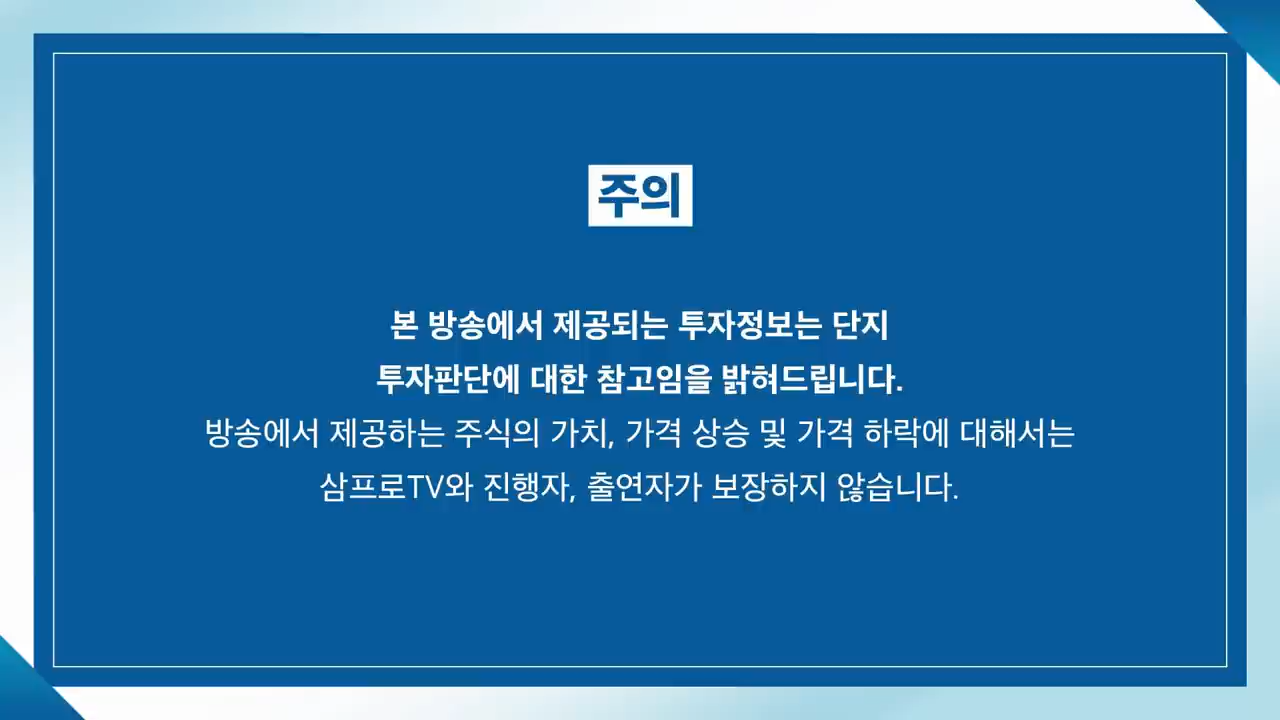 주의
본 방송에서 제공되는 투자정보는 단지
투자판단에 대한 참고임을 밝혀드립니다.
방송에서 제공하는 주식의 가치, 가격 상승 및 가격 하락에 대해서는
삼프로TV와 진행자, 출연자가 보장하지 않습니다.